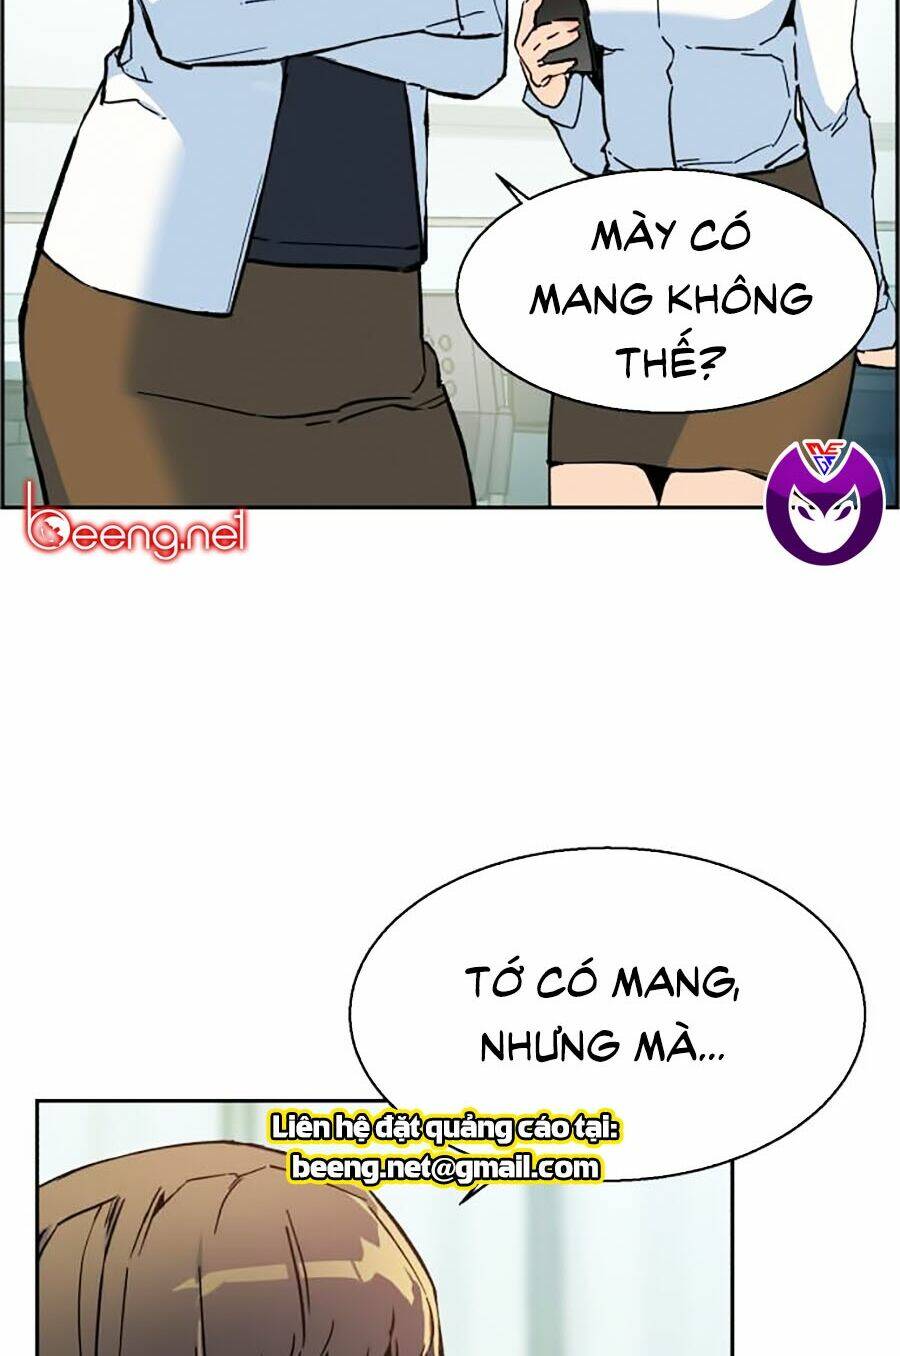 MÀY CÓ
MANG KHÔNG
THẾ?
MEGT
beeng.net
TỚ CÓ MANG,
NHƯNG MÀ...
Liên hệ đặt quảng cáo tại:
beeng.net@gmail.com